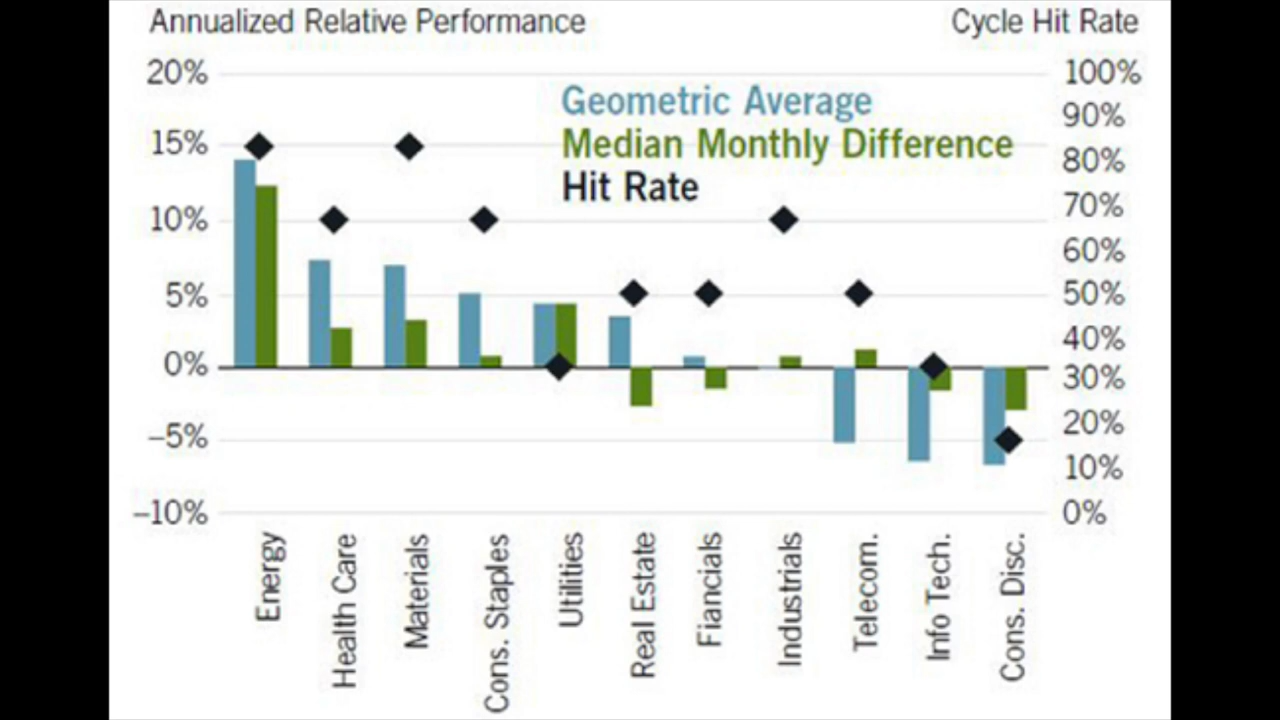 Annualized Relative Performance
Cycle Hit Rate
20%
15%
10%
5%
0%
–5%
–10%
100%
90%
80%
70%
60%
50%
40%
30%
20%
10%
0%
Geometric Average
Median Monthly Difference
Hit Rate
Energy
Health Care
Materials
Cons. Staples
Utilities
Real Estate
Fiancials
Industrials
Telecom.
Info Tech.
Cons. Disc.